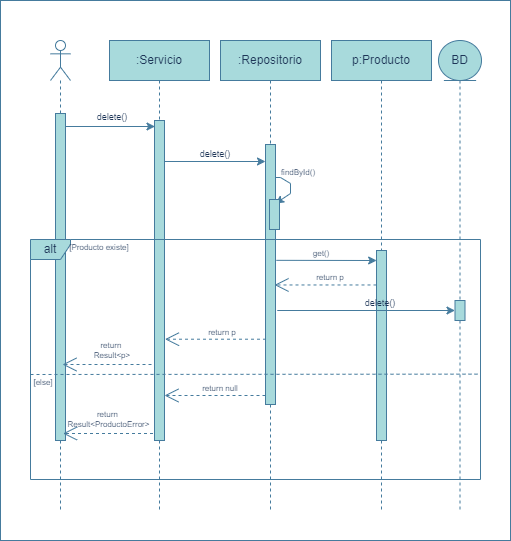 :Servicio
:Repositorio
p:Producto
BD
delete()
delete()
findById()
alt
[Producto existe]
get()
return p
delete()
return p
return
Result<p>
[else]
return null
return
Result<ProductoError>